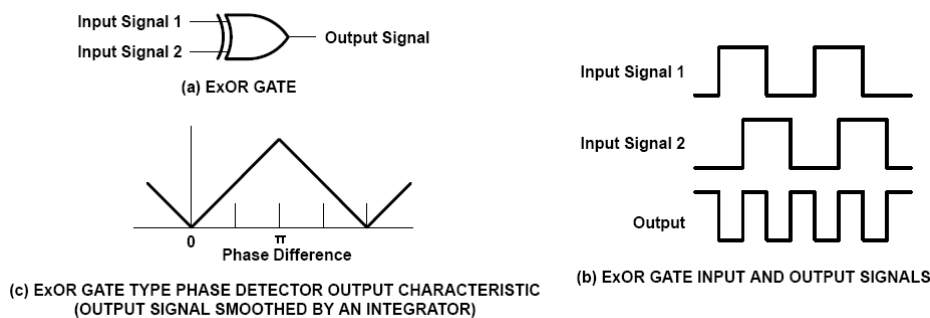 Input Signal 1
Input Signal 2
Output Signal
(a) ExOR GATE
0
π
Phase Difference
(c) ExOR GATE TYPE PHASE DETECTOR OUTPUT CHARACTERISTIC
(OUTPUT SIGNAL SMOOTHED BY AN INTEGRATOR)
Input Signal 1
Input Signal 2
Output
(b) ExOR GATE INPUT AND OUTPUT SIGNALS